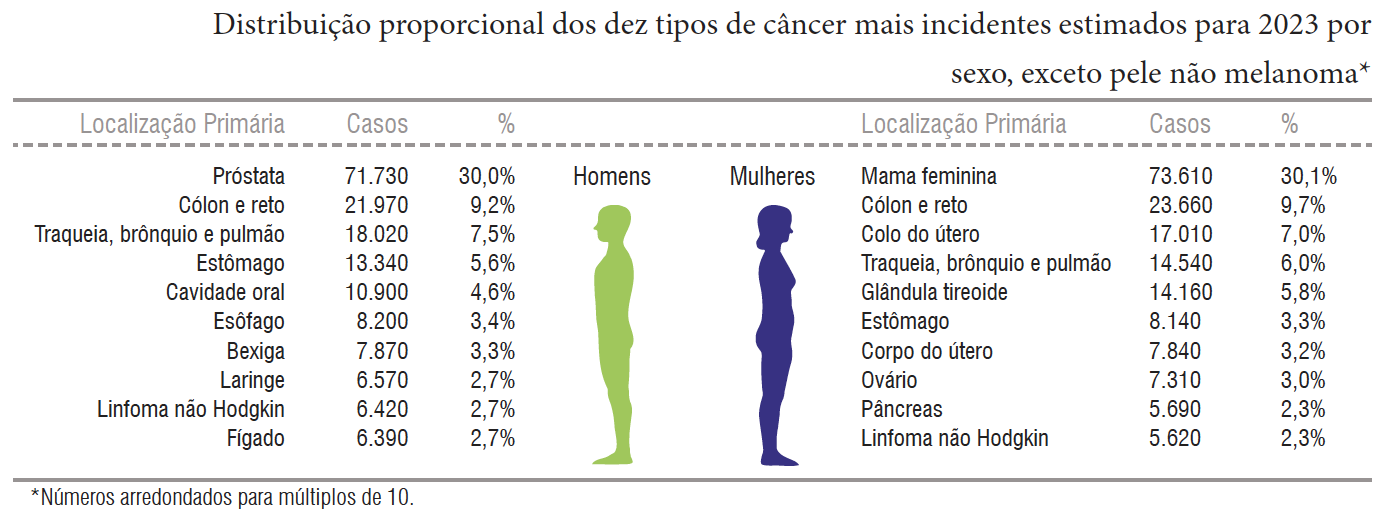 Distribuição proporcional dos dez tipos de câncer mais incidentes estimados para 2023 por
sexo, exceto pele não melanoma*
Localização Primária Casos % Localização Primária Casos %
Próstata 71.730 30,0% Homens Mulheres Mama feminina 73.610 30,1%
Cólon e reto 21.970 9,2% Cólon e reto 23.660 9,7%
Traqueia, brônquio e pulmão 18.020 7,5% Colo do útero 17.010 7,0%
Estômago 13.340 5,6% Traqueia, brônquio e pulmão 14.540 6,0%
Cavidade oral 10.900 4,6% Glândula tireoide 14.160 5,8%
Esôfago 8.200 3,4% Estômago 8.140 3,3%
Bexiga 7.870 3,3% Corpo do útero 7.840 3,2%
Laringe 6.570 2,7% Ovário 7.310 3,0%
Linfoma não Hodgkin 6.420 2,7% Pâncreas 5.690 2,3%
Fígado 6.390 2,7% Linfoma não Hodgkin 5.620 2,3%
*Números arredondados para múltiplos de 10.